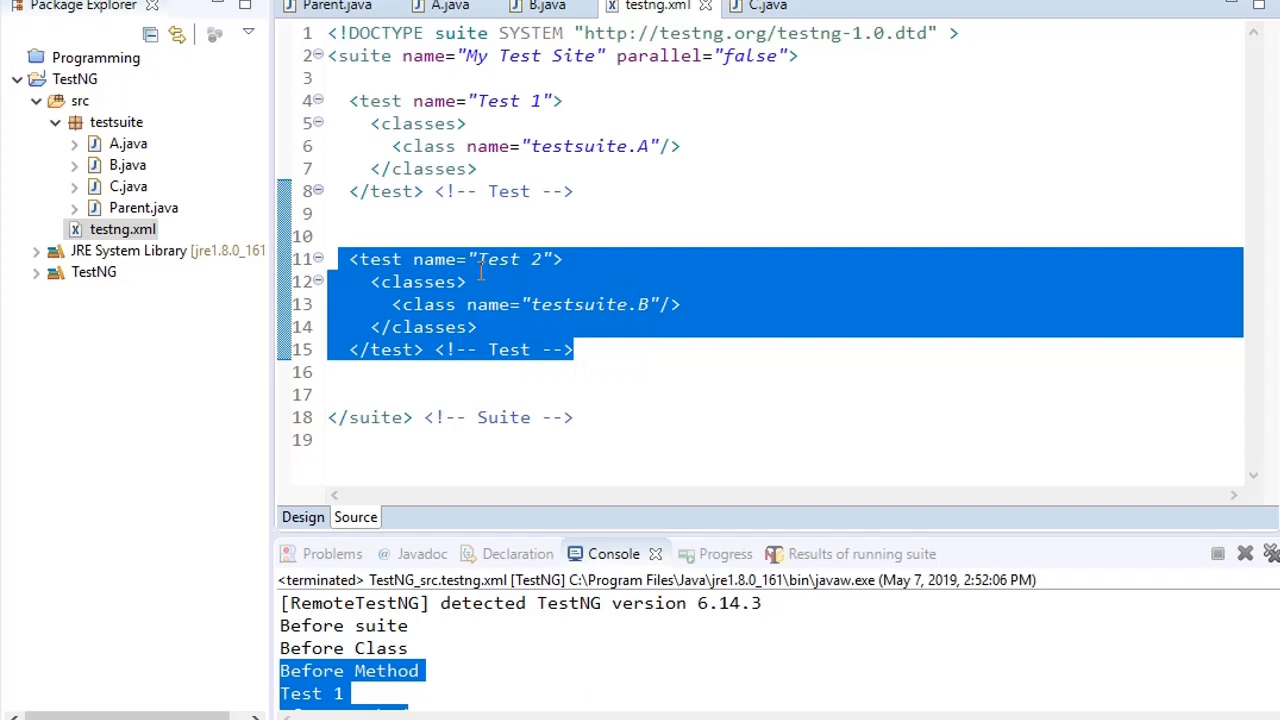 Package Explorer
Programming
TestNG
src
testsuite
A.java
B.java
C.java
Parent.java
testng.xml
JRE System Library [jre1.8.0_161
TestNG
Parent.java A.java B.java testng.xml C.java
1 <!DOCTYPE suite SYSTEM "http://testng.org/testng-1.0.dtd" >
2 <suite name="My Test Site" parallel="false">
3
4 <test name="Test 1">
5 <classes>
6 <class name="testsuite.A"/>
7 </classes>
8 </test> <!-- Test -->
9
10
11 <test name="Test 2">
12 <classes>
13 <class name="testsuite.B"/>
14 </classes>
15 </test> <!-- Test -->
16
17
18 </suite> <!-- Suite -->
19
Design Source
Problems @ Javadoc Declaration Console Progress Results of running suite
<terminated> TestNG_src.testng.xml [TestNG] C:\Program Files\Java\jre1.8.0_161\bin\javaw.exe (May 7, 2019, 2:52:06 PM)
[RemoteTestNG] detected TestNG version 6.14.3
Before suite
Before Class
Before Method
Test 1